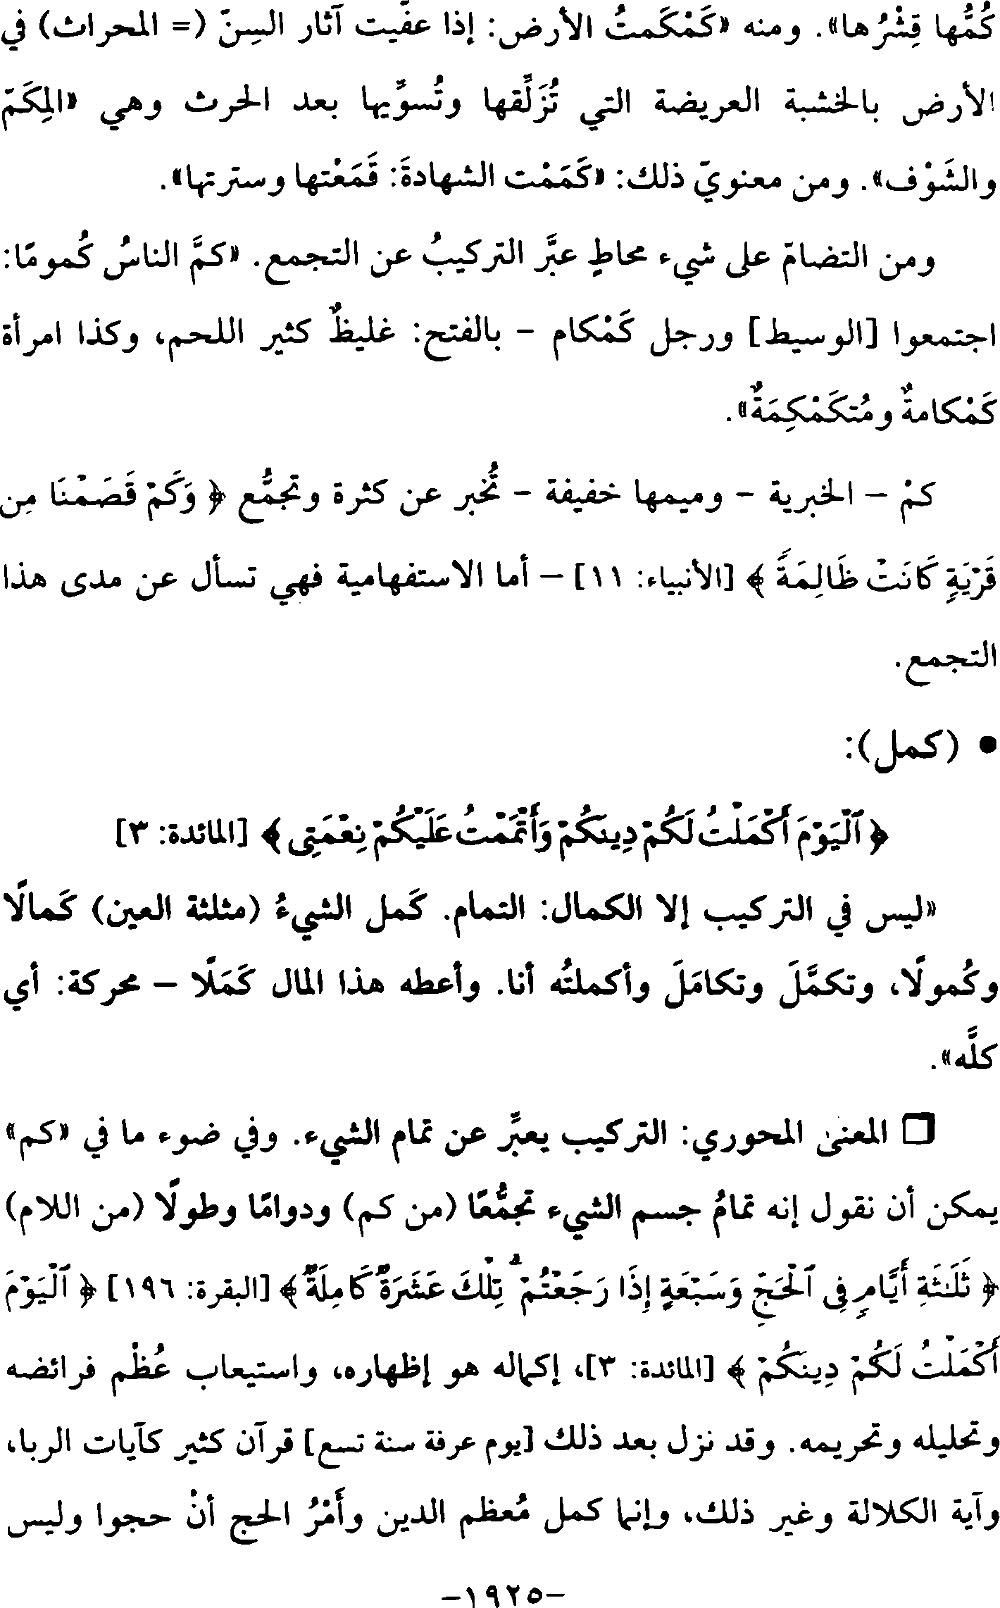 كُمُّها قِشْرُها». ومنه «كَمْكَمتُ الأرض: إذا عفّيت آثار السِنّ (= المحراث) في
الأرض بالخشبة العريضة التي تُزَلِّقها وتُسوِّيها بعد الحرث وهي «المِكَمّ
والشَوْف». ومن معنويّ ذلك: «كَمَمْت الشهادةَ: قَمَعْتها وسترتها».
ومن التضامّ على شيء محاطٍ عبَّر التركيبُ عن التجمع. «كمَّ الناسُ كُمومًا:
اجتمعوا [الوسيط] ورجل كَمْكام - بالفتح: غليظٌ كثير اللحم، وكذا امرأة
كَمْكامةٌ ومُتكَمْكِمَةٌ».
كمْ – الخبرية - وميمها خفيفة - تُخبر عن كثرة وتجمُّع ﴿ وَكَمْ قَصَمْنَا مِن
قَرْيَةٍ كَانَتْ ظَالِمَةً ﴾ [الأنبياء: ١١] – أما الاستفهامية فهي تسأل عن مدى هذا
التجمع.
• (كمل):
﴿ ٱلْيَوْمَ أَكْمَلْتُ لَكُمْ دِينَكُمْ وَأَتْمَمْتُ عَلَيْكُمْ نِعْمَتِى ﴾ [المائدة: ٣]
«ليس في التركيب إلا الكمال: التمام. كَمل الشيءُ (مثلثة العين) كَمالًا
وكُمولًا، وتكمَّلَ وتكامَلَ وأكملتُه أنا. وأعطه هذا المال كَمَلًا – محركة: أي
كلَّه».
❒ المعنىٰ المحوري: التركيب يعبِّر عن تمام الشيء. وفي ضوء ما في «كم»
يمكن أن نقول إنه تمامُ جسم الشيء تجمُّعًا (من كم) ودوامًا وطولًا (من اللام)
﴿ ثَلَـٰثَةِ أَيَّامٍ فِى ٱلْحَجِّ وَسَبْعَةٍ إِذَا رَجَعْتُمْ ۗ تِلْكَ عَشَرَةٌ كَامِلَةٌ ﴾ [البقرة: ١٩٦] ﴿ ٱلْيَوْمَ
أَكْمَلْتُ لَكُمْ دِينَكُمْ ﴾ [المائدة: ٣]، إكماله هو إظهاره، واستيعاب عُظْم فرائضه
وتحليله وتحريمه. وقد نزل بعد ذلك [يوم عرفة سنة تسع] قرآن كثير كآيات الربا،
وآية الكلالة وغير ذلك، وإنما كمل مُعظم الدين وأَمْرُ الحج أنْ حجوا وليس
-١٩٢٥-